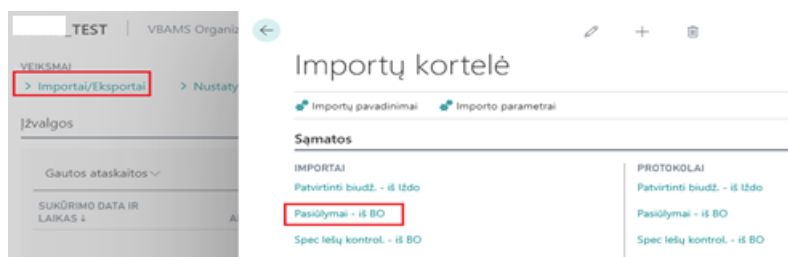 _TEST
VBAMS Organiz
VEIKSMAI
> Importai/Eksportai
> Nustaty
Įžvalgos
Gautos ataskaitos
SUKŪRIMO DATA IR
LAIKAS ↓
Importų kortelė
Importų pavadinimai
Importo parametrai
Sąmatos
IMPORTAI
Patvirtinti biudž. - iš Iždo
Pasiūlymai - iš BO
Spec lešų kontrol. - iš BO
PROTOKOLAI
Patvirtinti biudž. - iš Iždo
Pasiūlymai - iš BO
Spec lešų kontrol. - iš BO